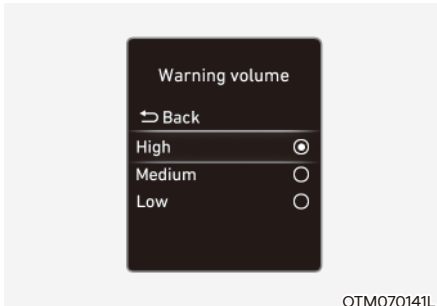 Warning volume
Back
High
Medium
Low
OTM070141L